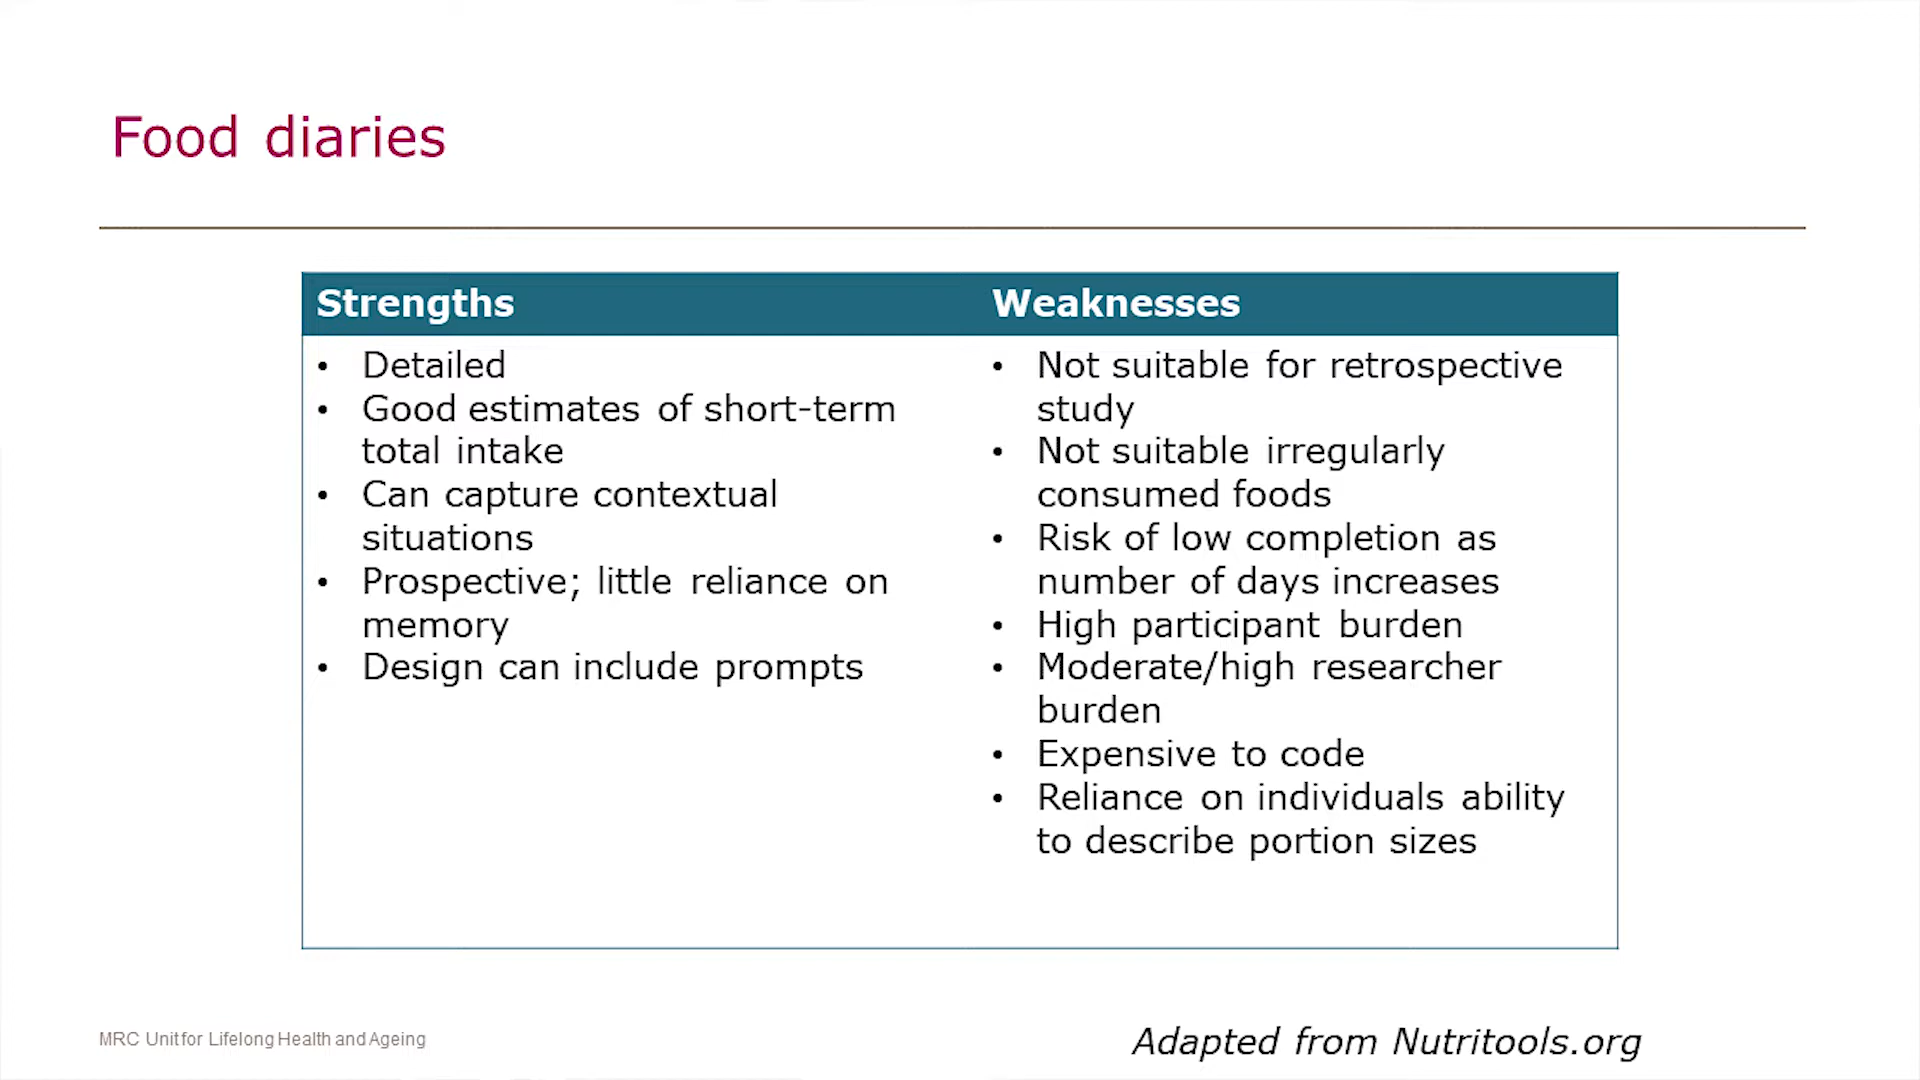 Food diaries
Strengths
Weaknesses
• Detailed
• Good estimates of short-term
total intake
• Can capture contextual
situations
• Prospective; little reliance on
memory
• Design can include prompts
• Not suitable for retrospective
study
• Not suitable irregularly
consumed foods
• Risk of low completion as
number of days increases
• High participant burden
• Moderate/high researcher
burden
• Expensive to code
• Reliance on individuals ability
to describe portion sizes
MRC Unit for Lifelong Health and Ageing
Adapted from Nutritools.org